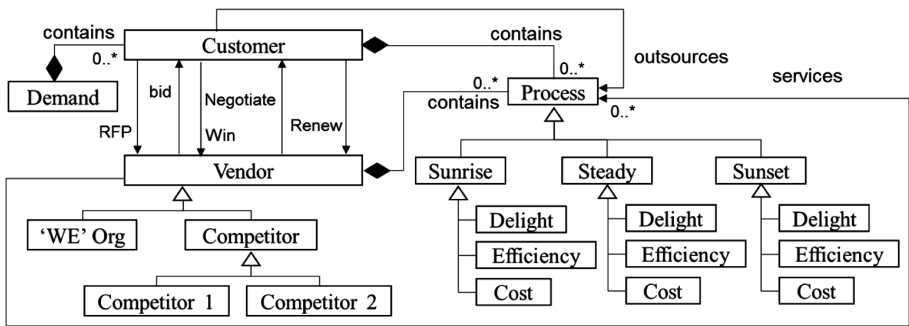 contains
Customer
contains
0..*
0..*
outsources
Demand
bid
Negotiate
0..*
contains
Process
services
0..*
RFP
Win
Renew
Vendor
Sunrise
Steady
Sunset
'WE' Org
Competitor
Delight
Delight
Delight
Efficiency
Efficiency
Efficiency
Competitor 1
Competitor 2
Cost
Cost
Cost